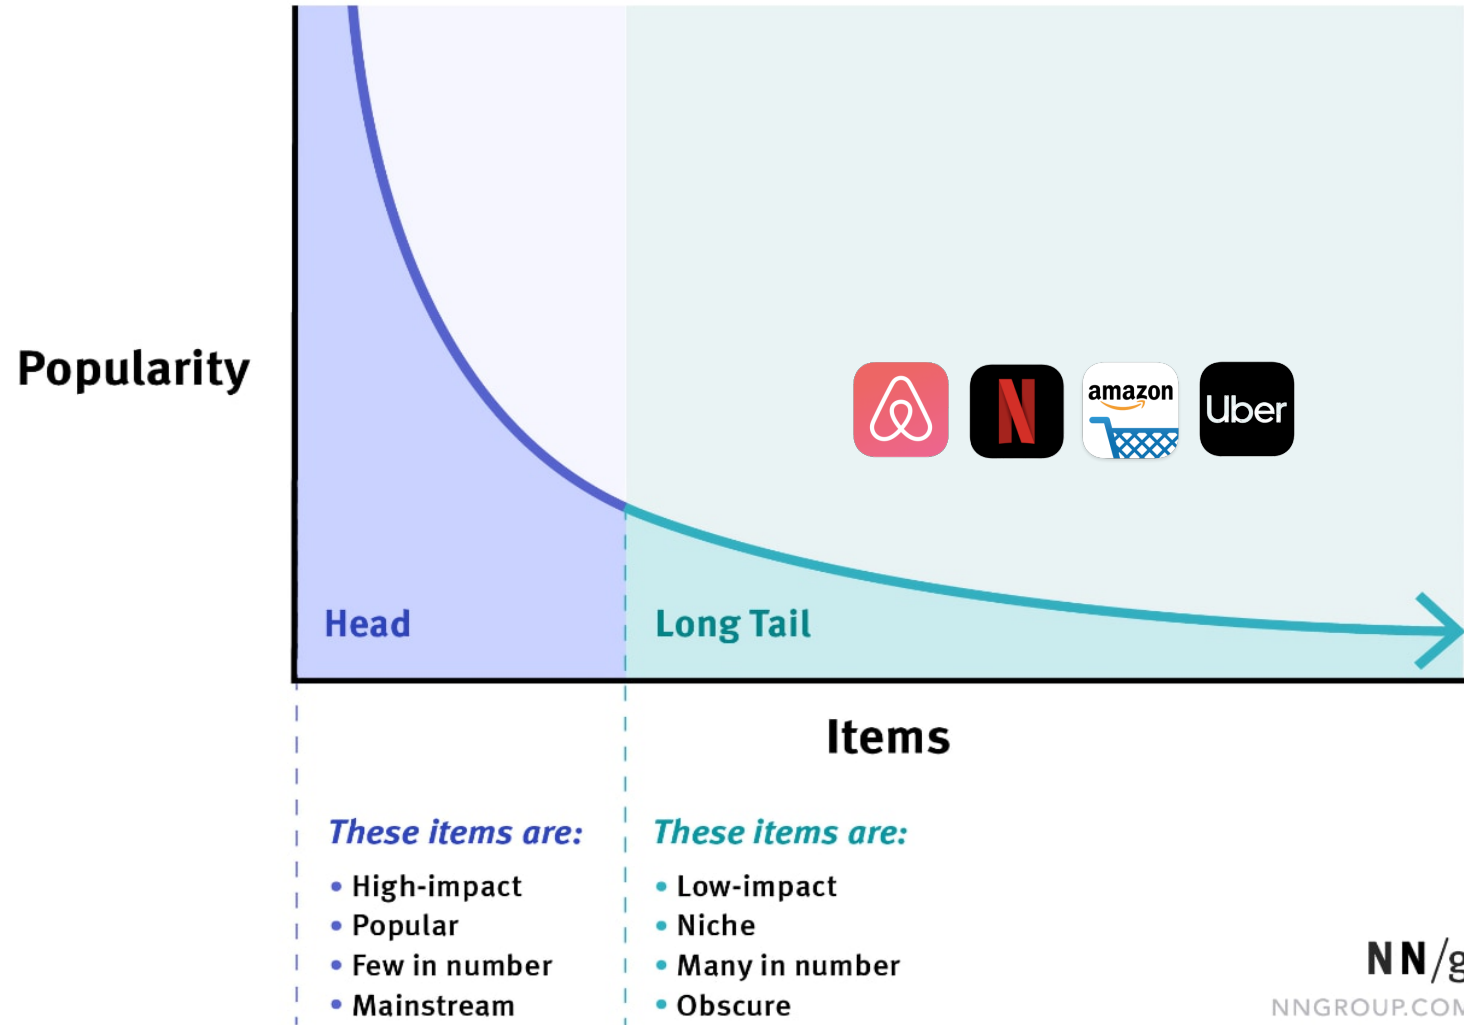 Popularity
amazon
Uber
Head
Long Tail
Items
These items are:
• High-impact
• Popular
• Few in number
• Mainstream
These items are:
• Low-impact
• Niche
• Many in number
• Obscure
NN/g
NNGROUP.COM